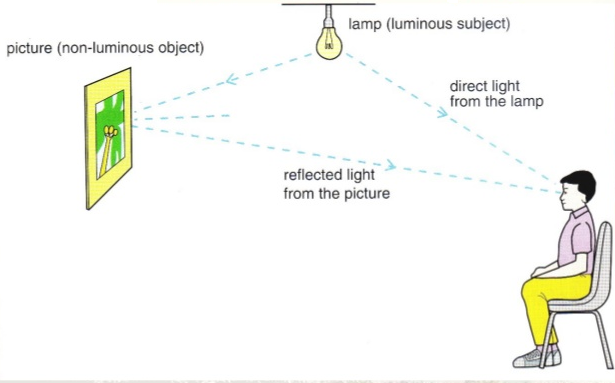 lamp (luminous subject)
picture (non-luminous object)
direct light
from the lamp
reflected light
from the picture